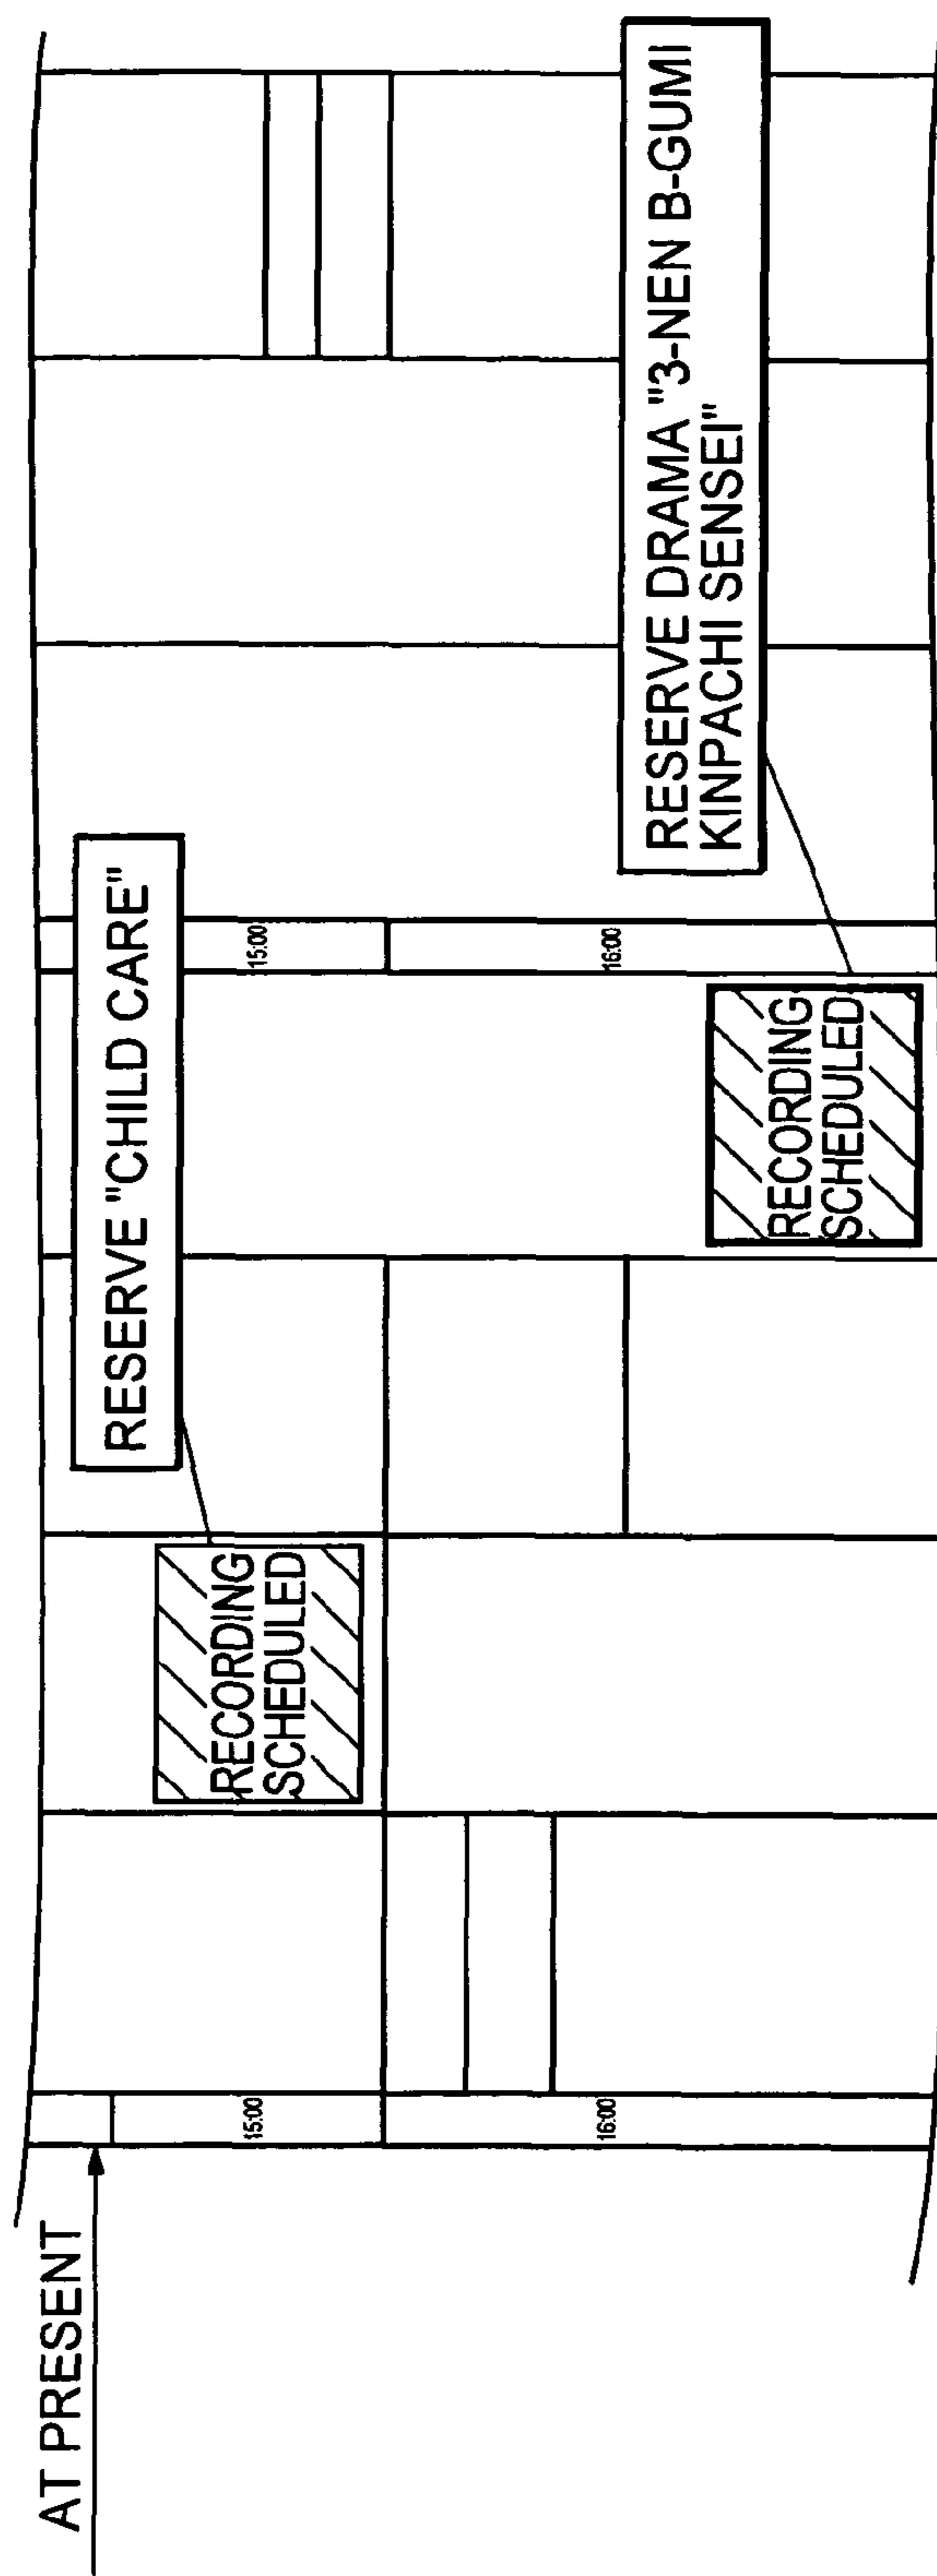 AT PRESENT
15:00
16:00
RECORDING
SCHEDULED
RESERVE "CHILD CARE"
RECORDING
SCHEDULED
15:00
16:00
RESERVE DRAMA "3-NEN B-GUMI
KINPACHI SENSEI"